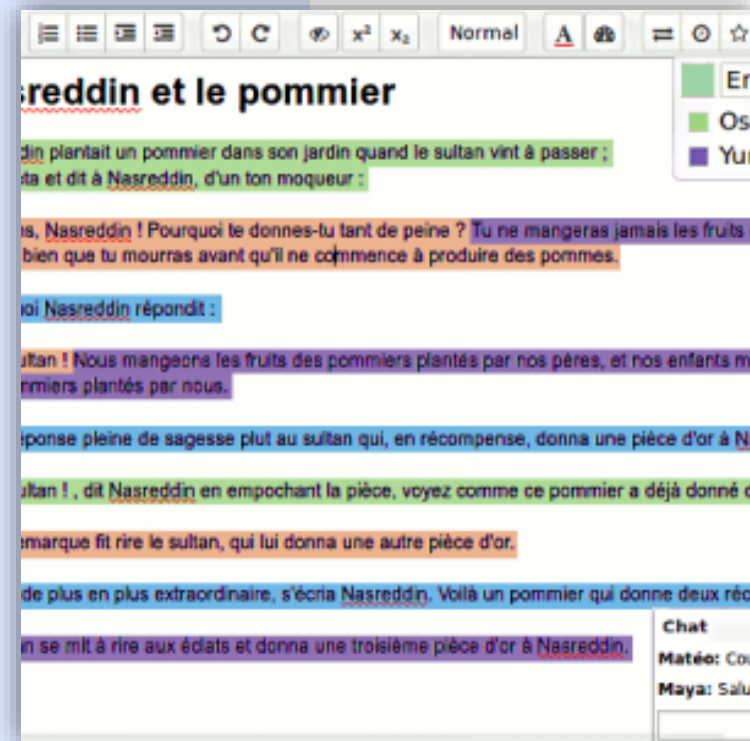 Normal
sreddin et le pommier
din plantait un pommier dans son jardin quand le sultan vint à passer ;
ta et dit à Nasreddin, d'un ton moqueur :
s, Nasreddin ! Pourquoi te donnes-tu tant de peine ? Tu ne mangeras jamais les fruits
bien que tu mourras avant qu'il ne commence à produire des pommes.
oi Nasreddin répondit :
ultan ! Nous mangeons les fruits des pommiers plantés par nos pères, et nos enfants m
mmiers plantés par nous.
éponse pleine de sagesse plut au sultan qui, en récompense, donna une pièce d'or à Na
ultan ! , dit Nasreddin en empochant la pièce, voyez comme ce pommier a déjà donné d
emarque fit rire le sultan, qui lui donna une autre pièce d'or.
de plus en plus extraordinaire, s'écria Nasreddin. Voilà un pommier qui donne deux réc
n se mit à rire aux éclats et donna une troisième pièce d'or à Nasreddin.
Er
Os
Yu
Chat
Matéo: Cou
Maya: Salu